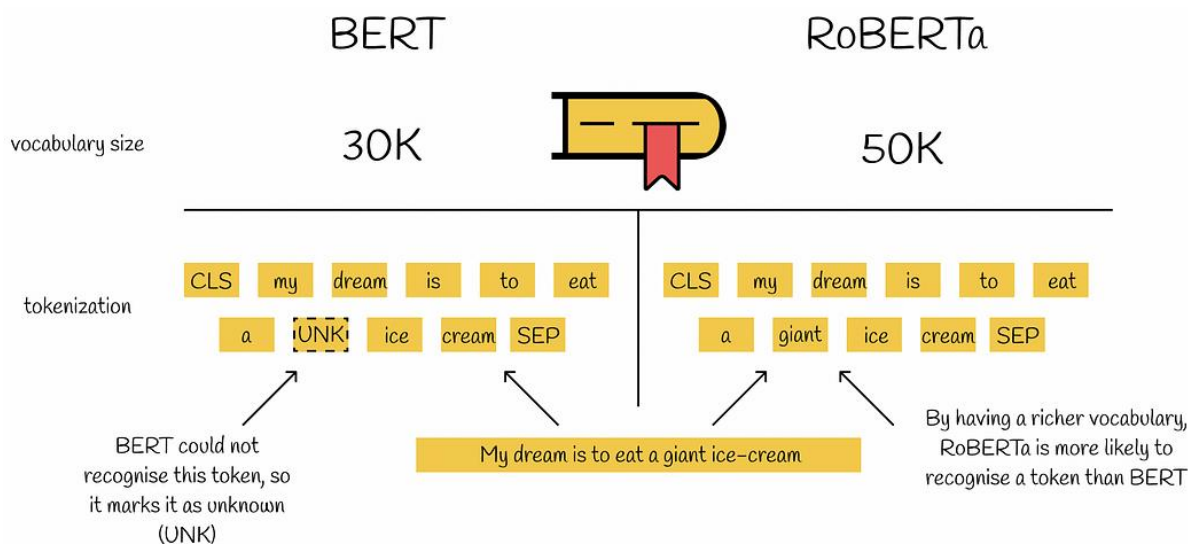 BERT
RoBERTa
vocabulary size
30K
50K
tokenization
CLS my dream is to eat
a UNK ice cream SEP
CLS my dream is to eat
a giant ice cream SEP
BERT could not
recognise this token, so
it marks it as unknown
(UNK)
My dream is to eat a giant ice-cream
By having a richer vocabulary,
RoBERTa is more likely to
recognise a token than BERT